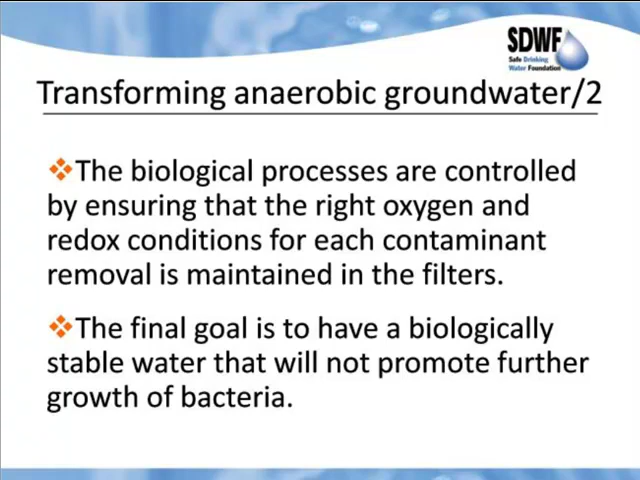 SDWF
Safe Drinking
Water Foundation
Transforming anaerobic groundwater/2
The biological processes are controlled
by ensuring that the right oxygen and
redox conditions for each contaminant
removal is maintained in the filters.
The final goal is to have a biologically
stable water that will not promote further
growth of bacteria.